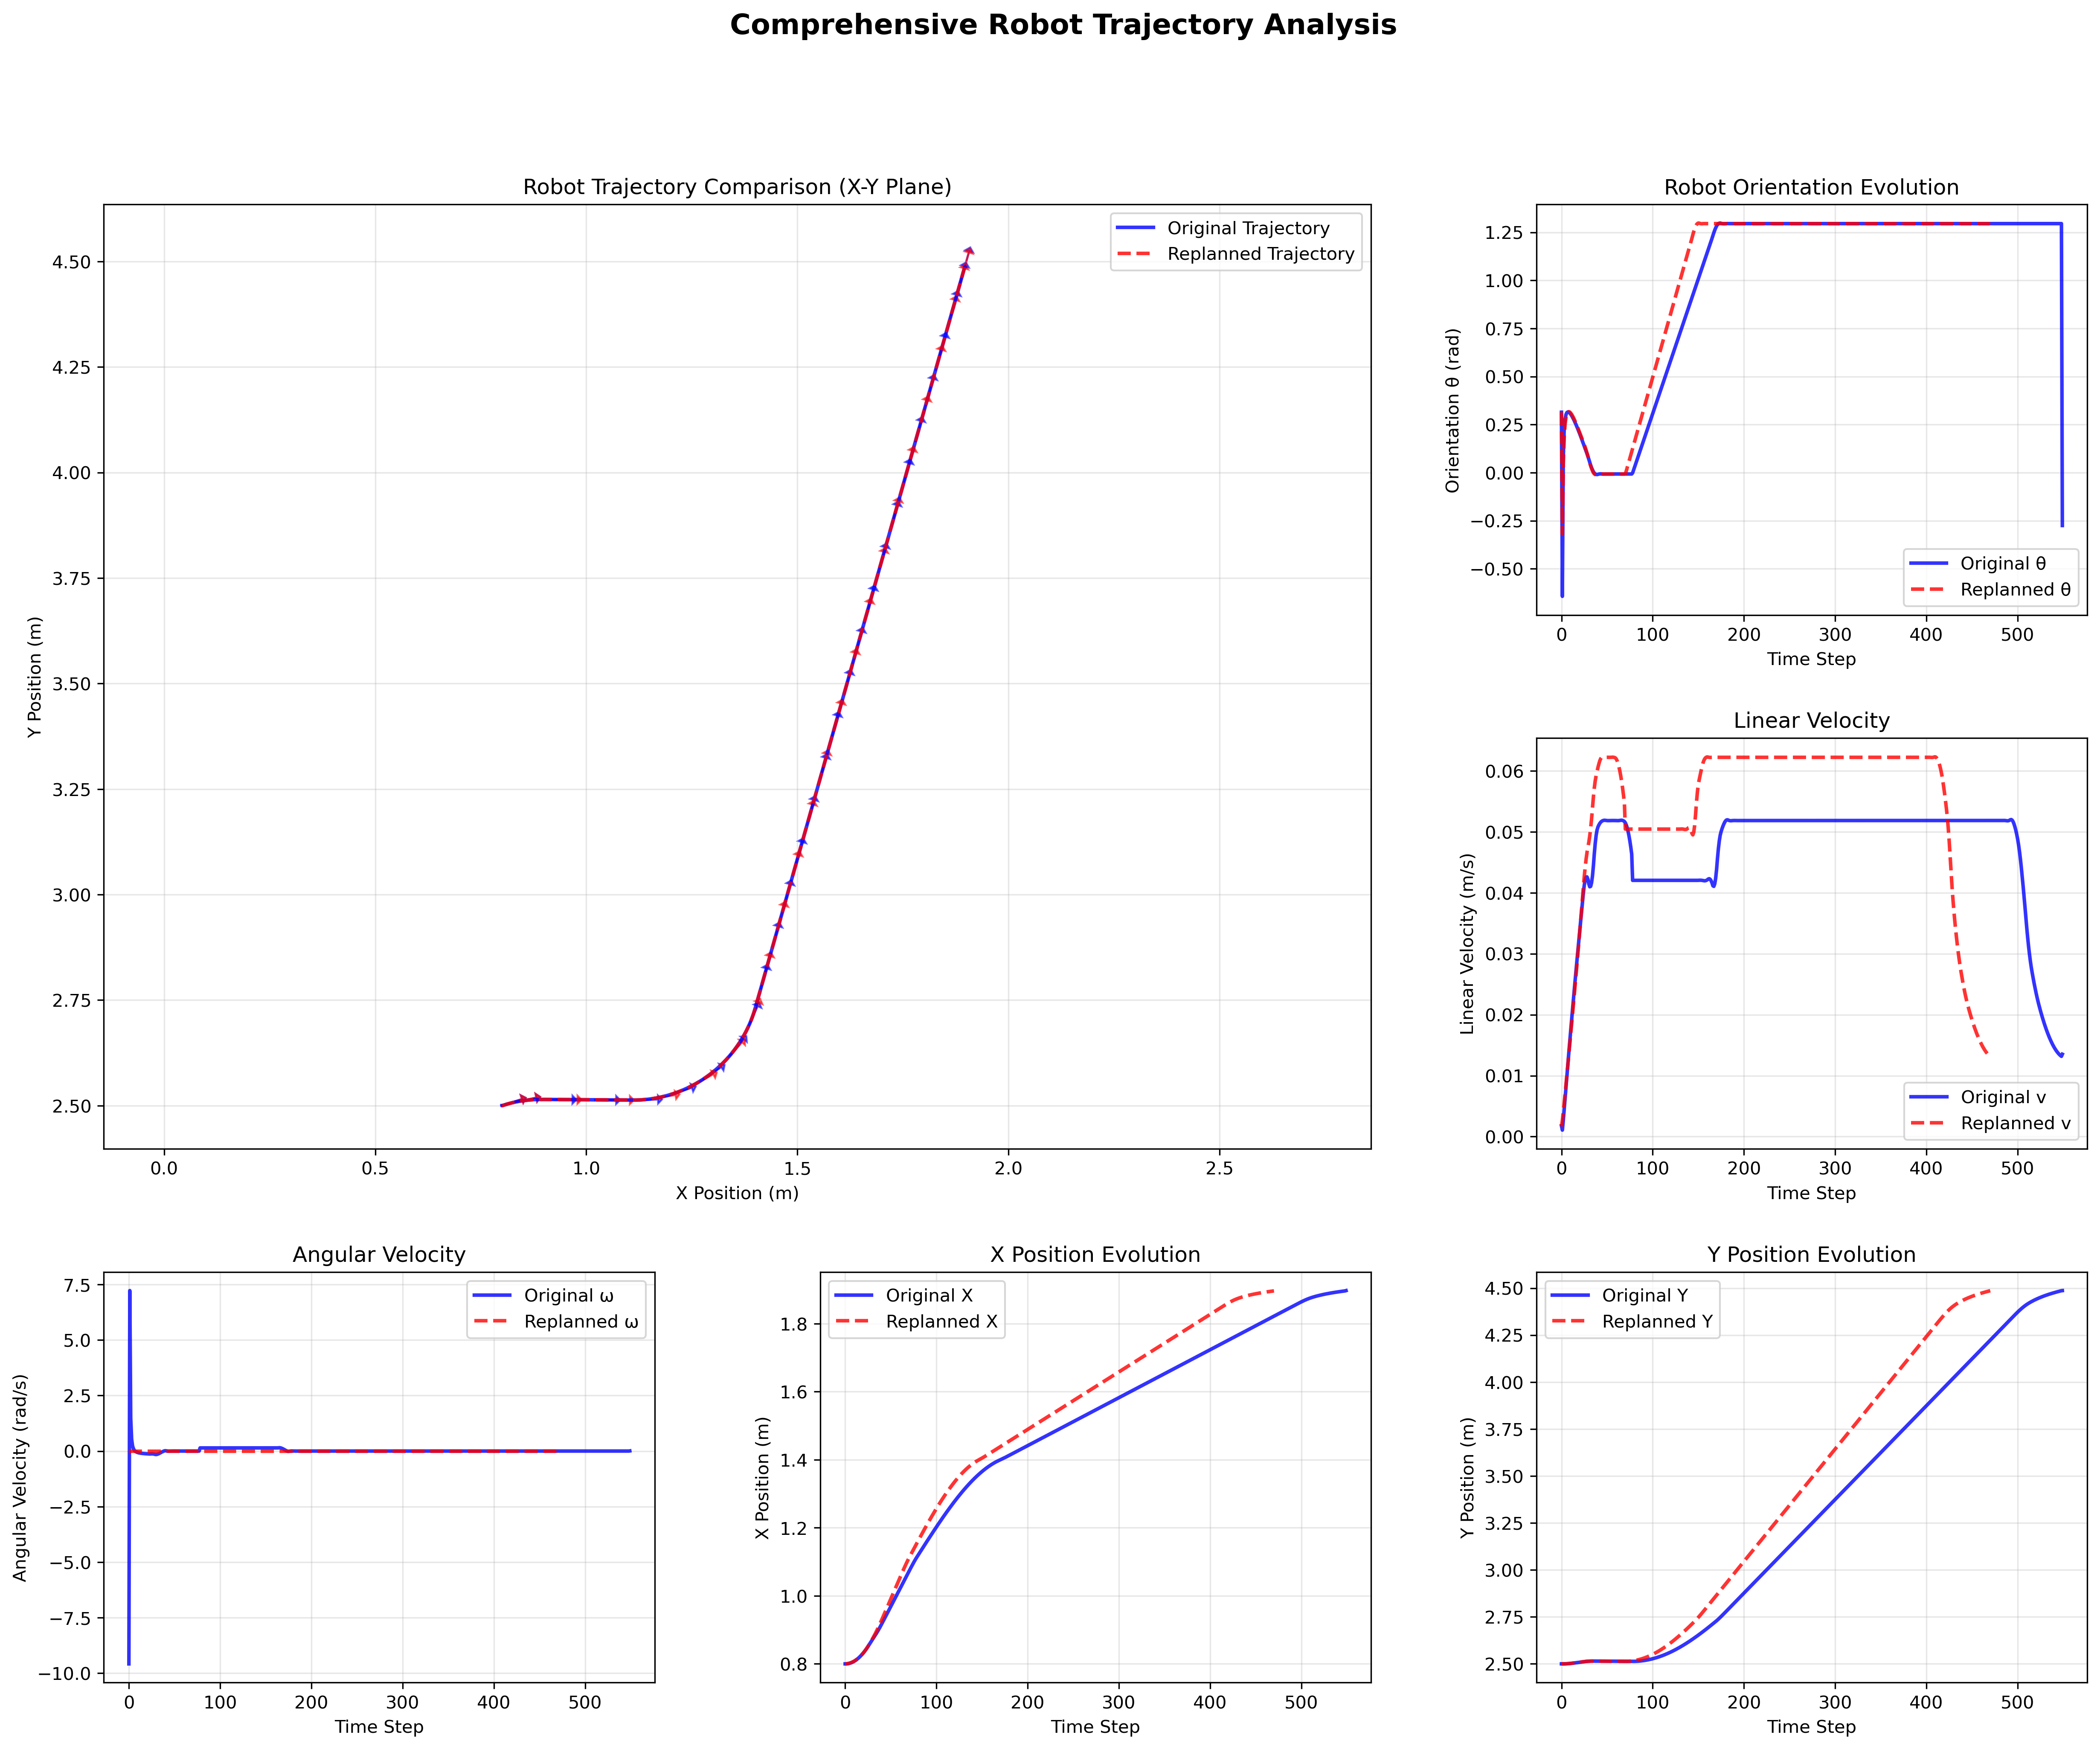 Comprehensive Robot Trajectory Analysis
Robot Trajectory Comparison (X-Y Plane)
Original Trajectory
Replanned Trajectory
Y Position (m)
4.50
4.25
4.00
3.75
3.50
3.25
3.00
2.75
2.50
0.0 0.5 1.0 1.5 2.0 2.5
X Position (m)
Robot Orientation Evolution
Orientation θ (rad)
1.25
1.00
0.75
0.50
0.25
0.00
−0.25
−0.50
Original θ
Replanned θ
0 100 200 300 400 500
Time Step
Linear Velocity
Linear Velocity (m/s)
0.06
0.05
0.04
0.03
0.02
0.01
0.00
Original v
Replanned v
0 100 200 300 400 500
Time Step
Angular Velocity
Original ω
Replanned ω
Angular Velocity (rad/s)
7.5
5.0
2.5
0.0
−2.5
−5.0
−7.5
−10.0
0 100 200 300 400 500
Time Step
X Position Evolution
Original X
Replanned X
X Position (m)
1.8
1.6
1.4
1.2
1.0
0.8
0 100 200 300 400 500
Time Step
Y Position Evolution
Original Y
Replanned Y
Y Position (m)
4.50
4.25
4.00
3.75
3.50
3.25
3.00
2.75
2.50
0 100 200 300 400 500
Time Step